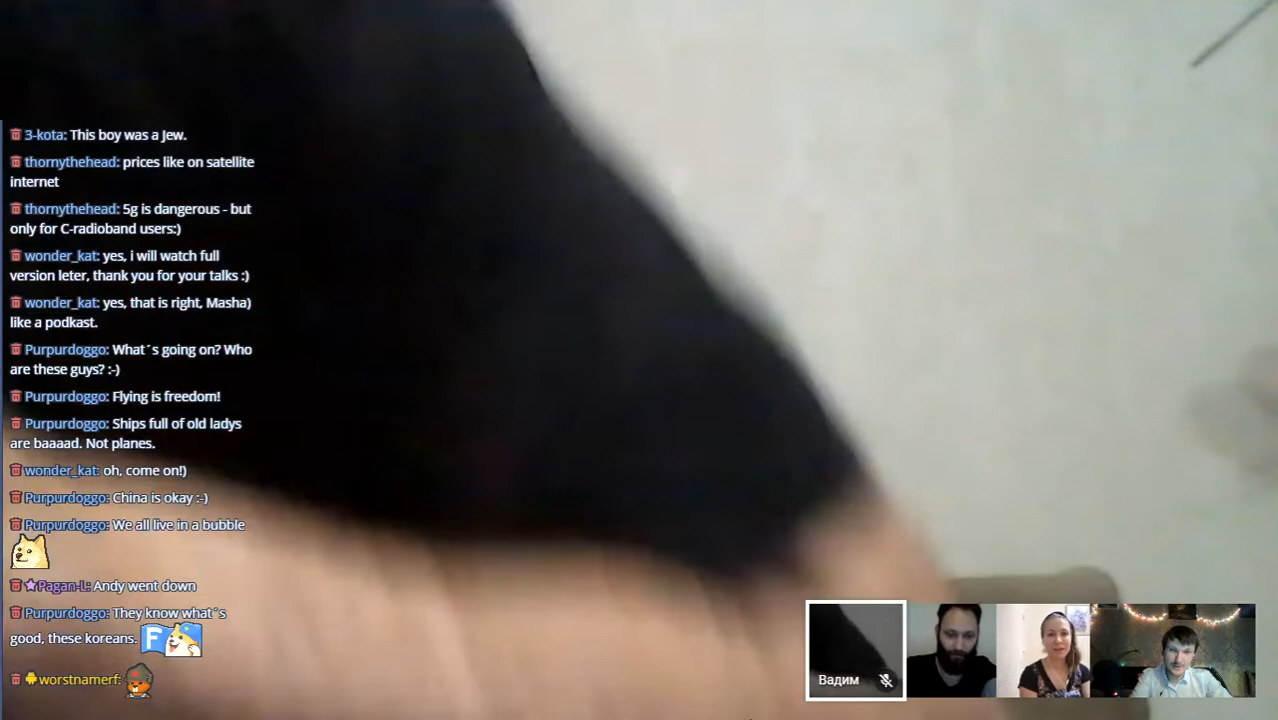 3-kota: This boy was a Jew.
thornythehead: prices like on satellite
internet
thornythehead: 5g is dangerous - but
only for C-radioband users:)
wonder_kat: yes, i will watch full
version leter, thank you for your talks :)
wonder_kat: yes, that is right, Masha)
like a podkast.
Purpurdoggo: What´s going on? Who
are these guys? :-)
Purpurdoggo: Flying is freedom!
Purpurdoggo: Ships full of old ladys
are baaaad. Not planes.
wonder_kat: oh, come on!)
Purpurdoggo: China is okay :-)
Purpurdoggo: We all live in a bubble
Pagan-L: Andy went down
Purpurdoggo: They know what´s
good, these koreans. F
worstnamerf:
Вадим